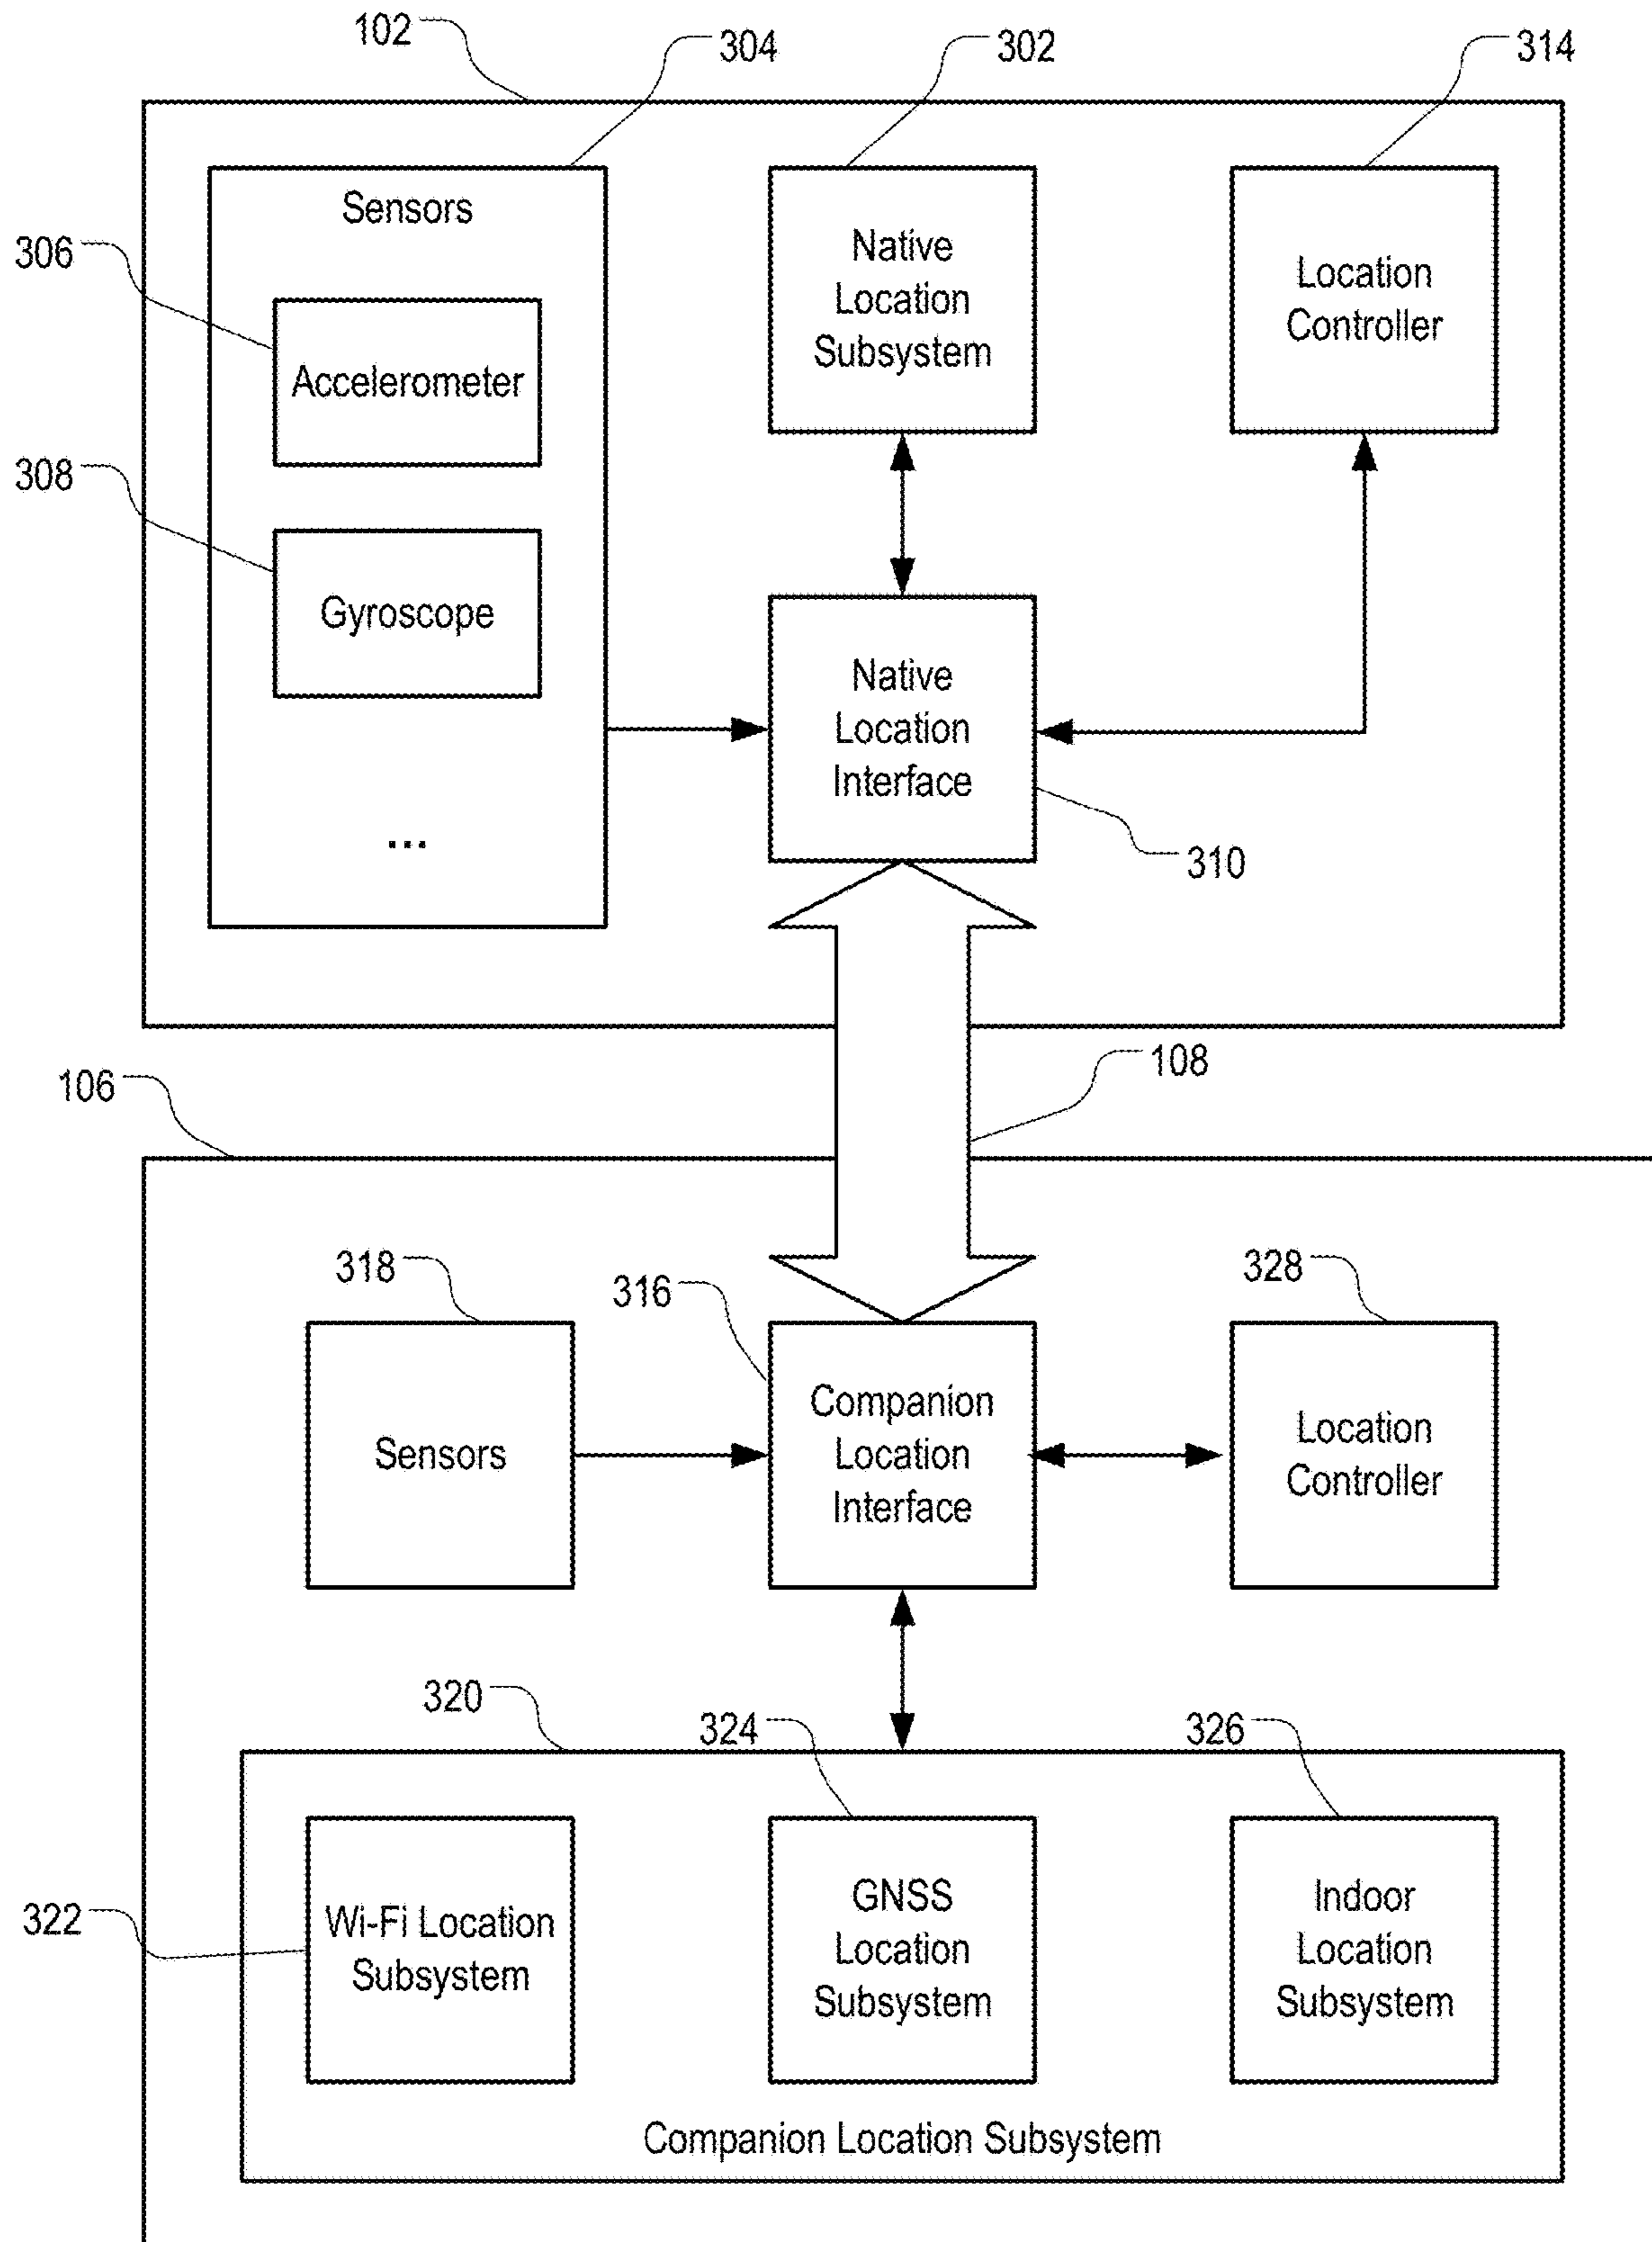 102
304
302
314
Sensors
306
Accelerometer
308
Gyroscope
...
Native
Location
Subsystem
Location
Controller
Native
Location
Interface
310
108
106
318
316
328
Sensors
Companion
Location
Interface
Location
Controller
320
324
326
322
Wi-Fi Location
Subsystem
GNSS
Location
Subsystem
Indoor
Location
Subsystem
Companion Location Subsystem